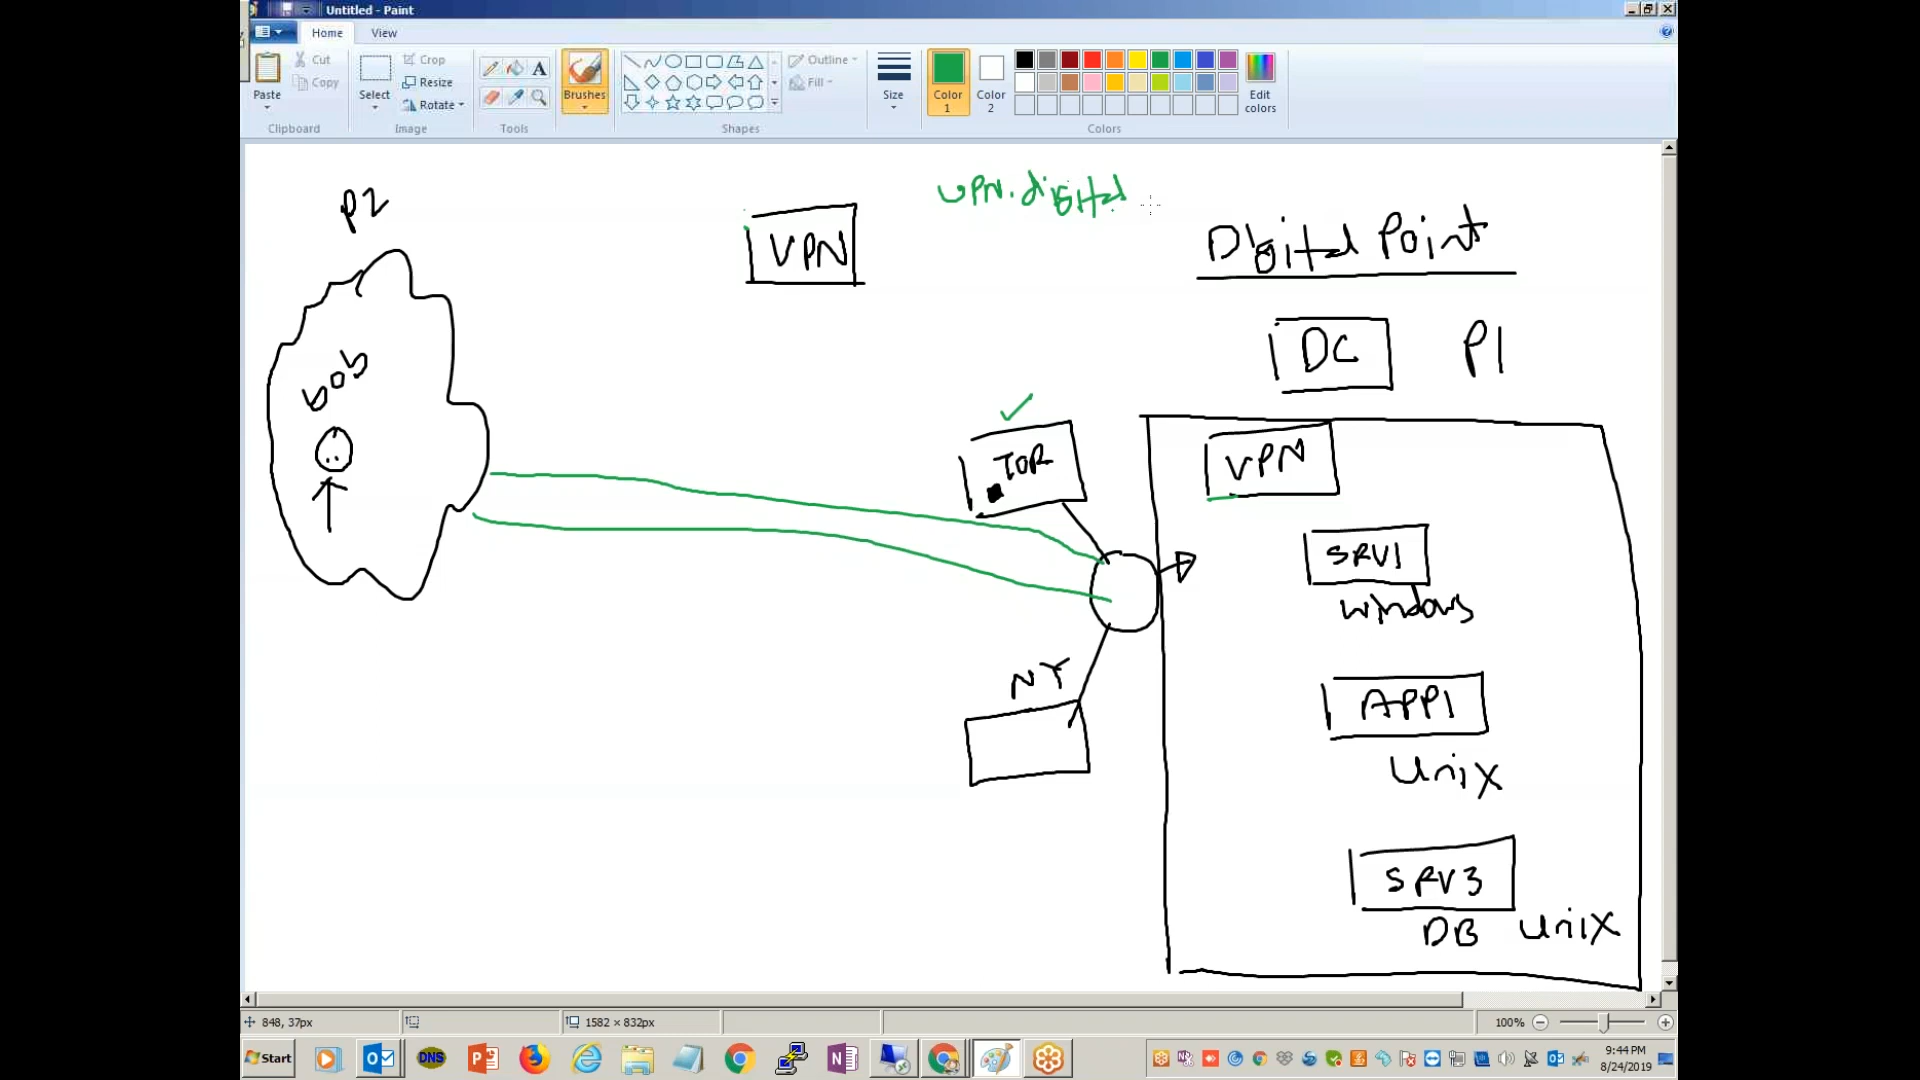 Untitled - Paint
Home View
Paste
Cut
Copy
Clipboard
Select
Crop
Resize
Rotate
Image
A
Tools
Brushes
Outline
Fill
Shapes
Size
Color 1
Color 2
Colors
Edit colors
P2
VPN
VPN.digital
Digital Point
DC P1
bob
TOR
VPN
SRV1
windows
NY
APP1
Unix
SRV3
DB Unix
848, 37px
1582 × 832px
100%
Start
DNS
9:44 PM
8/24/2019